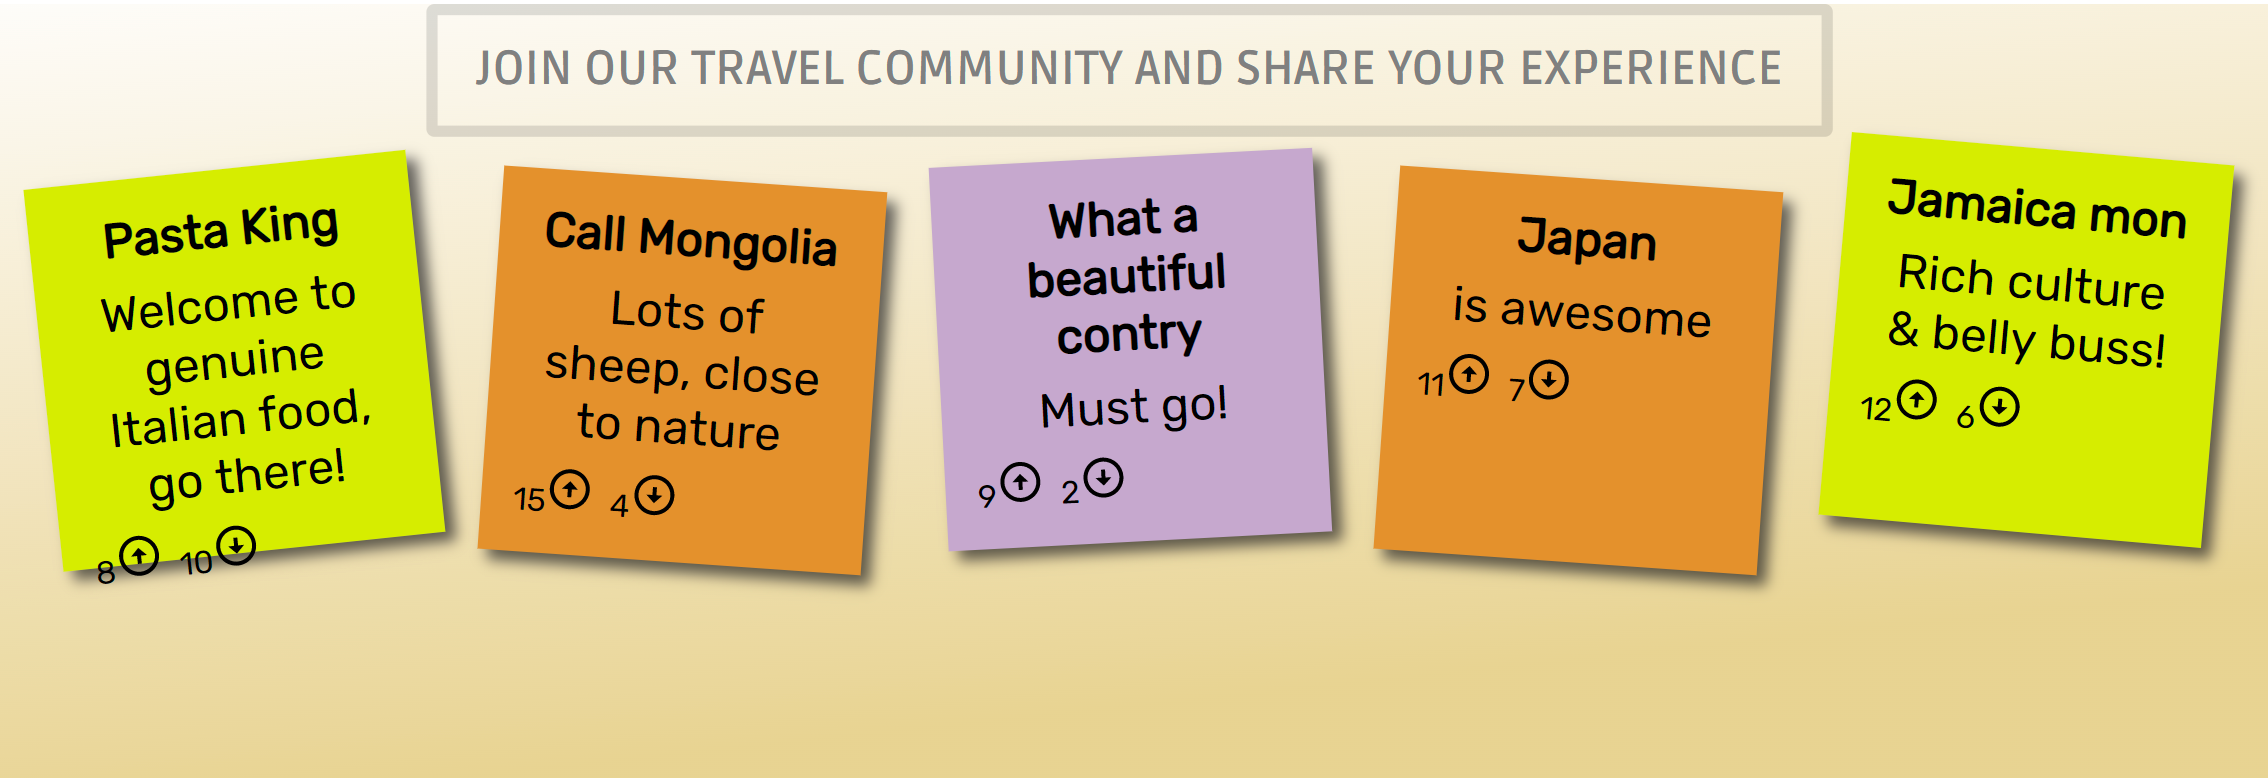 JOIN OUR TRAVEL COMMUNITY AND SHARE YOUR EXPERIENCE
Pasta King
Welcome to
genuine
Italian food,
go there!
8 10
Call Mongolia
Lots of
sheep, close
to nature
15 4
What a
beautiful
contry
Must go!
9 2
Japan
is awesome
11 7
Jamaica mon
Rich culture
& belly buss!
12 6